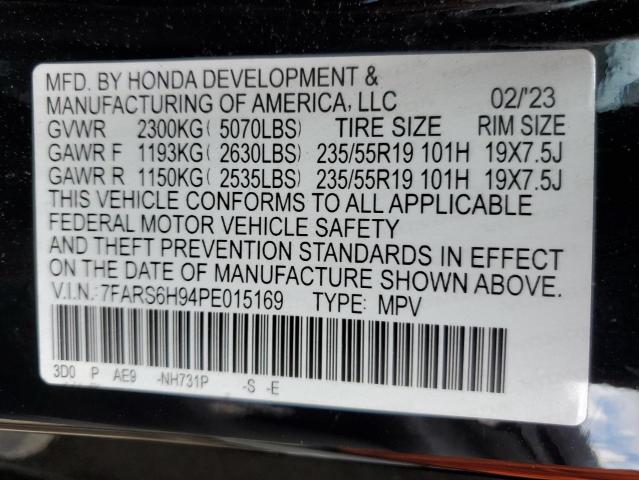 MFD. BY HONDA DEVELOPMENT &
MANUFACTURING OF AMERICA, LLC 02/'23
GVWR 2300KG( 5070LBS) TIRE SIZE RIM SIZE
GAWR F 1193KG( 2630LBS) 235/55R19 101H 19X7.5J
GAWR R 1150KG( 2535LBS) 235/55R19 101H 19X7.5J
THIS VEHICLE CONFORMS TO ALL APPLICABLE
FEDERAL MOTOR VEHICLE SAFETY
AND THEFT PREVENTION STANDARDS IN EFFECT
ON THE DATE OF MANUFACTURE SHOWN ABOVE.
V.I.N.:7FARS6H94PE015169 TYPE: MPV
3D0 P AE9 -NH731P -S -E